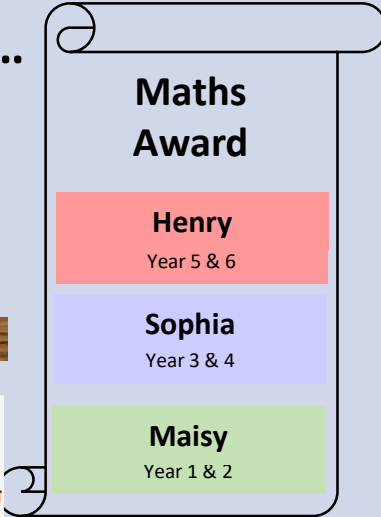 ..
Maths
Award
Henry
Year 5 & 6
Sophia
Year 3 & 4
Maisy
Year 1 & 2